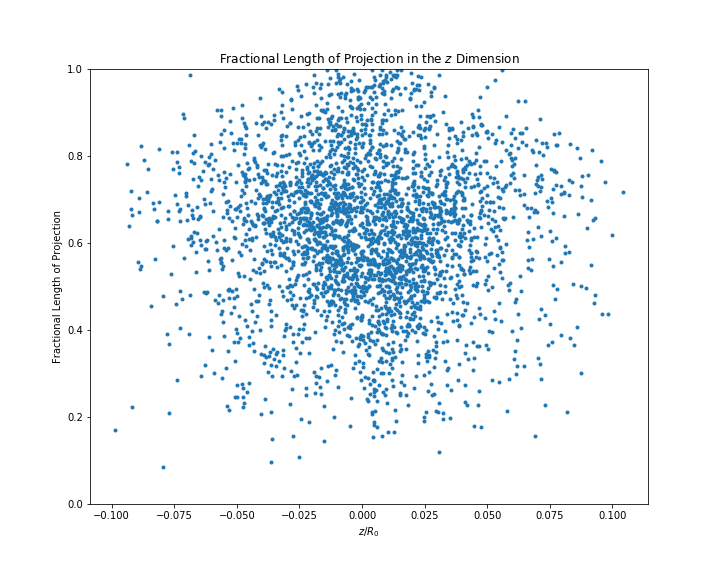 Fractional Length of Projection in the z Dimension
1.0
0.8
0.6
0.4
0.2
0.0
Fractional Length of Projection
−0.100 −0.075 −0.050 −0.025 0.000 0.025 0.050 0.075 0.100
z/R₀